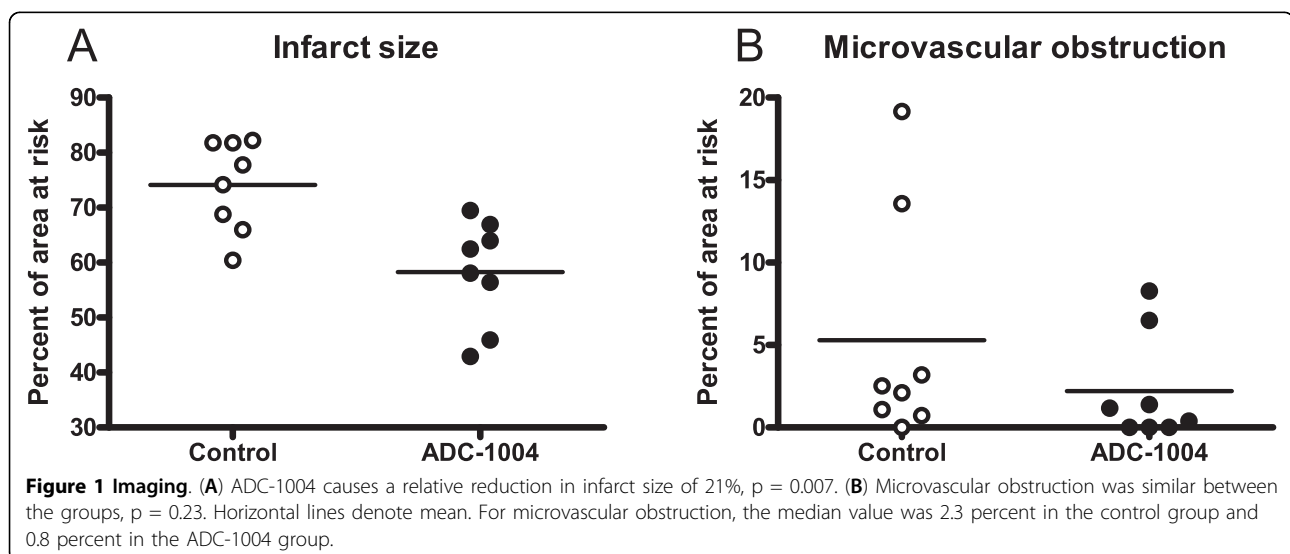 A
Infarct size
Percent of area at risk
90
80
70
60
50
40
30
Control
ADC-1004
B
Microvascular obstruction
Percent of area at risk
20
15
10
5
0
Control
ADC-1004
Figure 1 Imaging. (A) ADC-1004 causes a relative reduction in infarct size of 21%, p = 0.007. (B) Microvascular obstruction was similar between
the groups, p = 0.23. Horizontal lines denote mean. For microvascular obstruction, the median value was 2.3 percent in the control group and
0.8 percent in the ADC-1004 group.